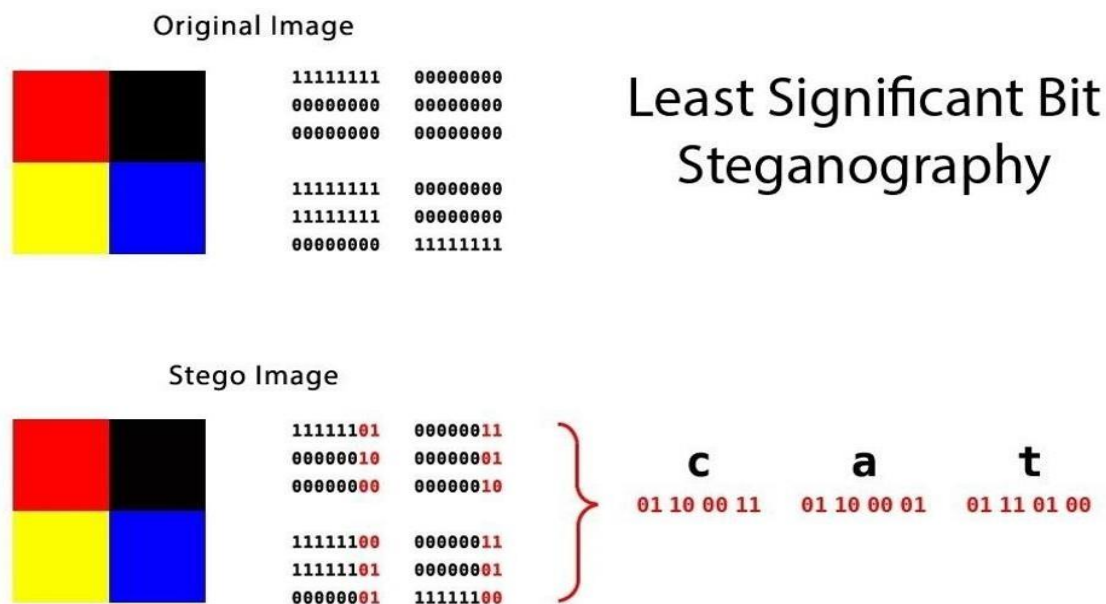 Original Image
11111111 00000000
00000000 00000000
00000000 00000000
11111111 00000000
11111111 00000000
00000000 11111111
Least Significant Bit
Steganography
Stego Image
11111101 00000011
00000010 00000001
00000000 00000010
11111100 00000011
11111101 00000001
00000001 11111100
c a t
01 10 00 11 01 10 00 01 01 11 01 00